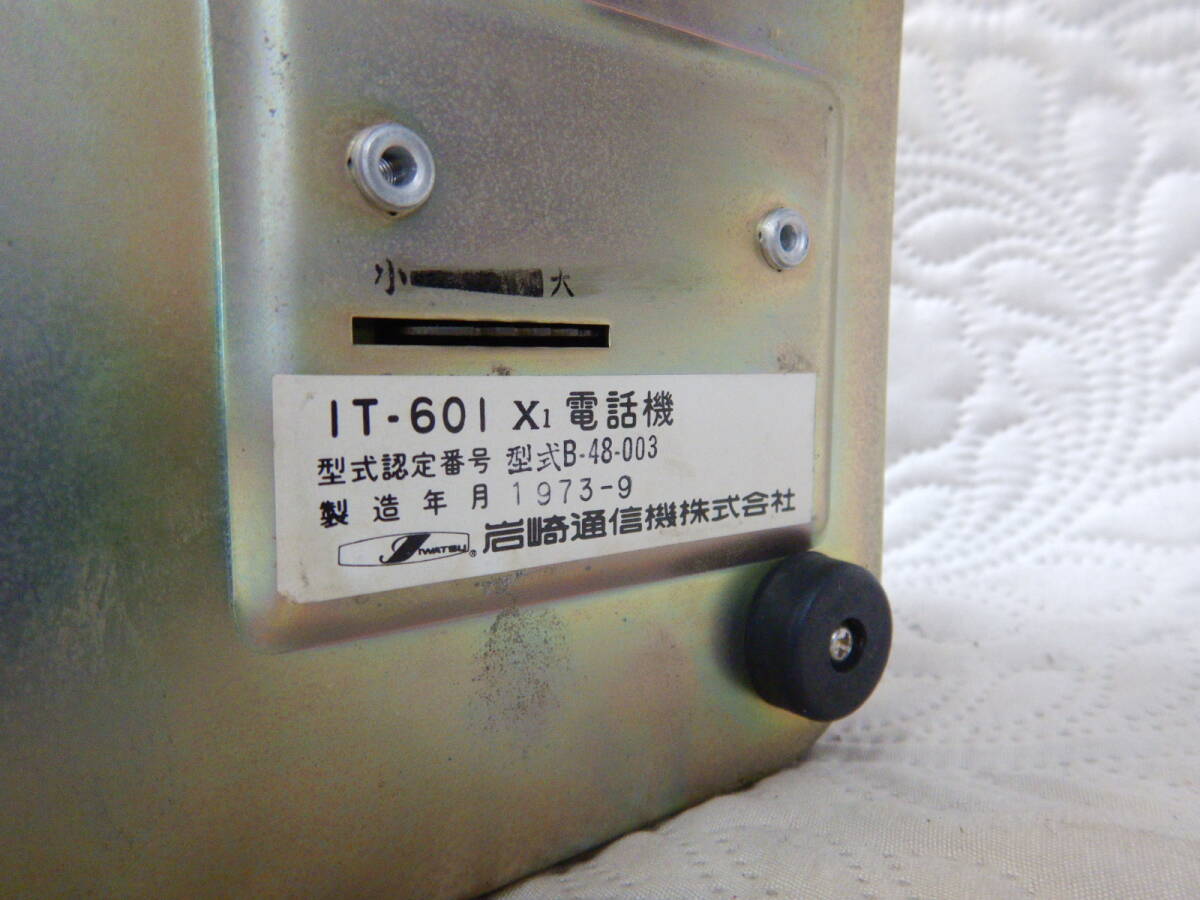 小 大
IT-601 X1 電話機
型式認定番号 型式B-48-003
製造年月 1973-9
IWATSU ® 岩崎通信機株式会社